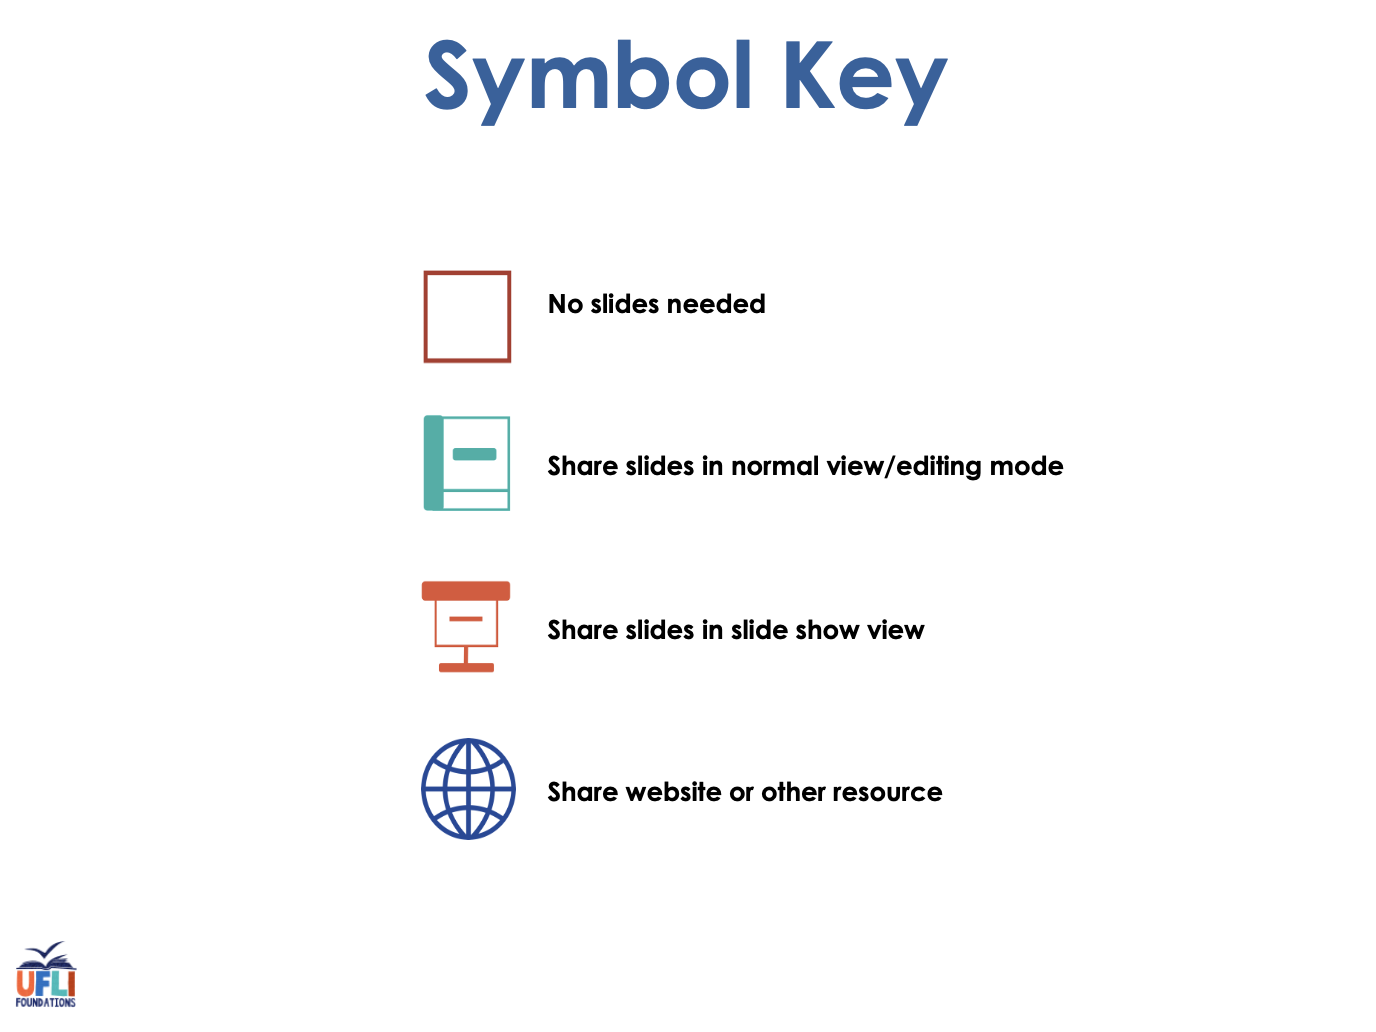 Symbol Key
No slides needed
Share slides in normal view/editing mode
Share slides in slide show view
Share website or other resource
UFLI
FOUNDATIONS